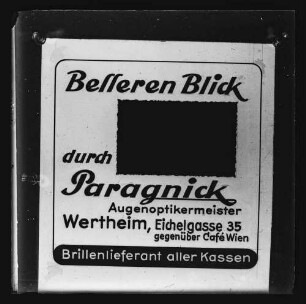 Besseren Blick
durch
Paragnick
Augenoptikermeister
Wertheim, Eichelgasse 35
gegenüber Café Wien
Brillenlieferant aller Kassen